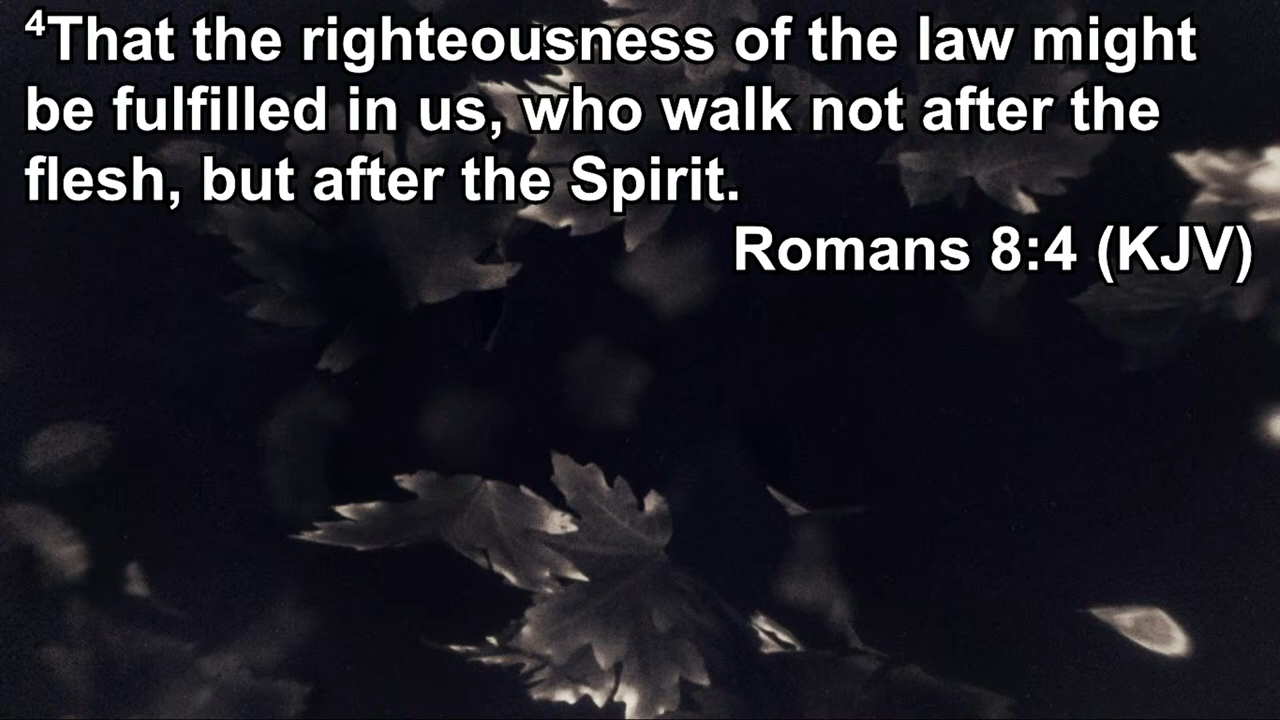 ⁴That the righteousness of the law might
be fulfilled in us, who walk not after the
flesh, but after the Spirit.
Romans 8:4 (KJV)